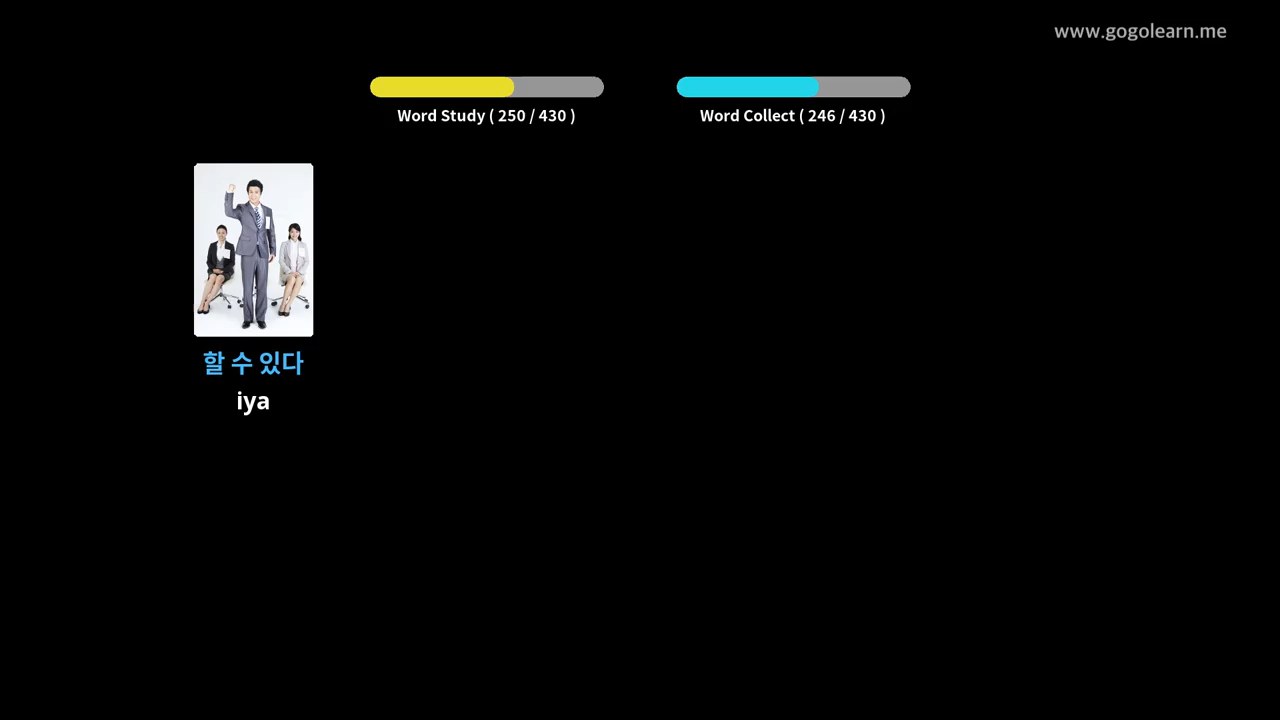 www.gogolearn.me
Word Study ( 250 / 430 )
Word Collect ( 246 / 430 )
할 수 있다
iya